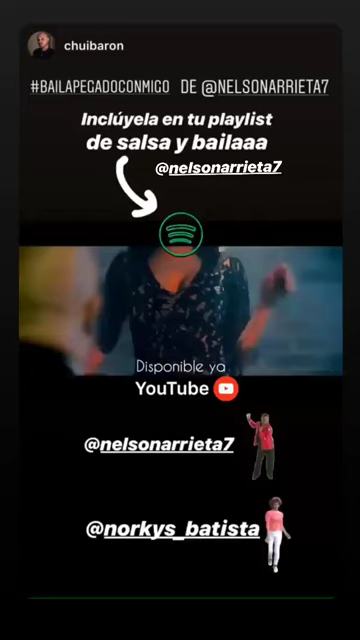 chuibaron
#BAILAPEGADOCONMIGO DE @NELSONARRIETA7
Inclúyela en tu playlist
de salsa y bailaaa
@nelsonarrieta7
Disponible ya
YouTube
@nelsonarrieta7
@norkys_batista